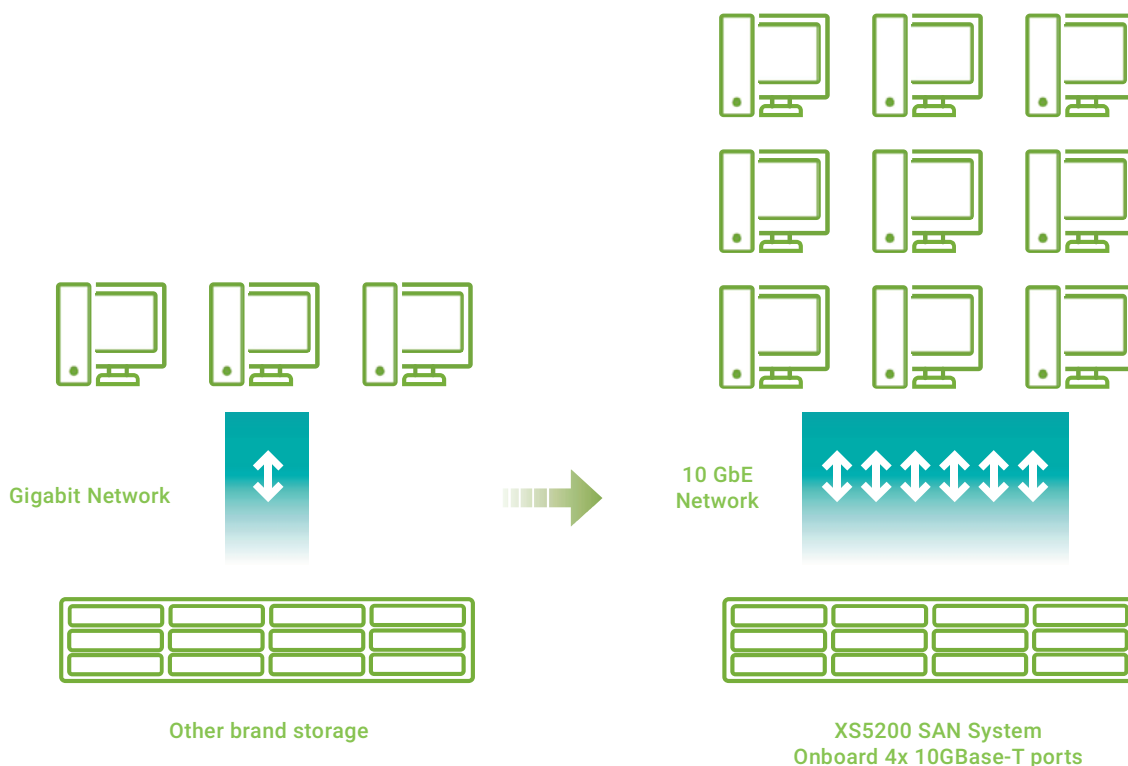 Gigabit Network
10 GbE
Network
Other brand storage
XS5200 SAN System
Onboard 4x 10GBase-T ports